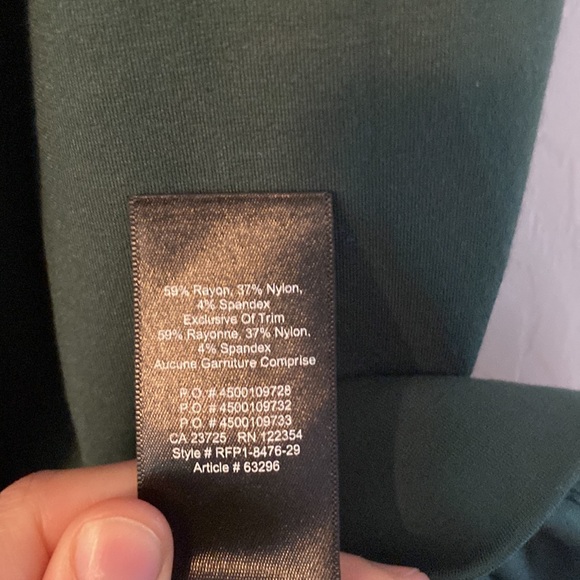 59% Rayon, 37% Nylon,
4% Spandex
Exclusive Of Trim
59% Rayonne, 37% Nylon,
4% Spandex
Aucune Garniture Comprise
P.O. # 4500109728
P.O. # 4500109732
P.O. # 4500109733
CA 23725 RN 122354
Style # RFP1-8476-29
Article # 63296